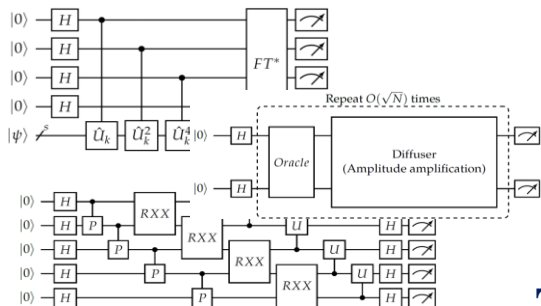 |0⟩ H
|0⟩ H
|0⟩ H FT*
|0⟩ H
|ψ⟩ s Û_k Û_k^2 Û_k^4
Repeat O(√N) times
|0⟩ H
Oracle
Diffuser
(Amplitude amplification)
|0⟩ H
|0⟩ H RXX
|0⟩ H P RXX U H
|0⟩ H P RXX U H
|0⟩ H P RXX U H
|0⟩ H P H